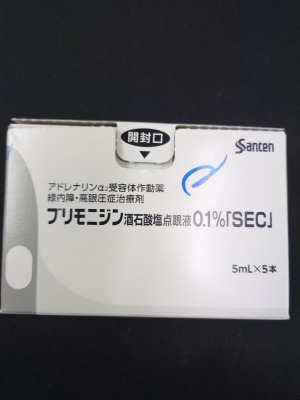 開封口
Santen
アドレナリンα₂受容体作動薬
緑内障・高眼圧症治療剤
ブリモニジン酒石酸塩点眼液0.1%「SEC」
5mL×5本